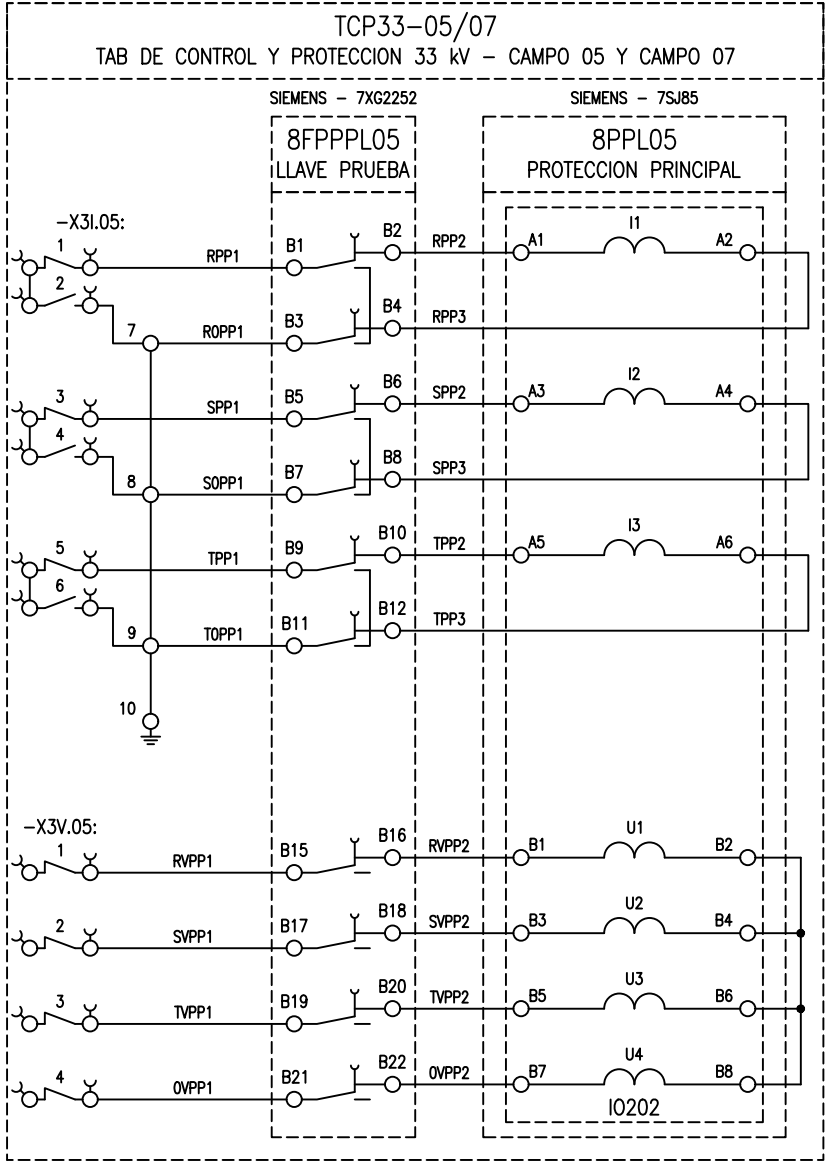 TCP33-05/07
TAB DE CONTROL Y PROTECCION 33 kV - CAMPO 05 Y CAMPO 07
SIEMENS - 7XG2252 SIEMENS - 7SJ85
8FPPPL05 8PPL05
LLAVE PRUEBA PROTECCION PRINCIPAL
-X3I.05:
1 RPP1 B1 B2 RPP2 A1 I1 A2
2
7 ROPP1 B3 B4 RPP3
3 SPP1 B5 B6 SPP2 A3 I2 A4
4
8 SOPP1 B7 B8 SPP3
5 TPP1 B9 B10 TPP2 A5 I3 A6
6
9 TOPP1 B11 B12 TPP3
10
-X3V.05:
1 RVPP1 B15 B16 RVPP2 B1 U1 B2
2 SVPP1 B17 B18 SVPP2 B3 U2 B4
3 TVPP1 B19 B20 TVPP2 B5 U3 B6
4 OVPP1 B21 B22 OVPP2 B7 U4 B8
IO202